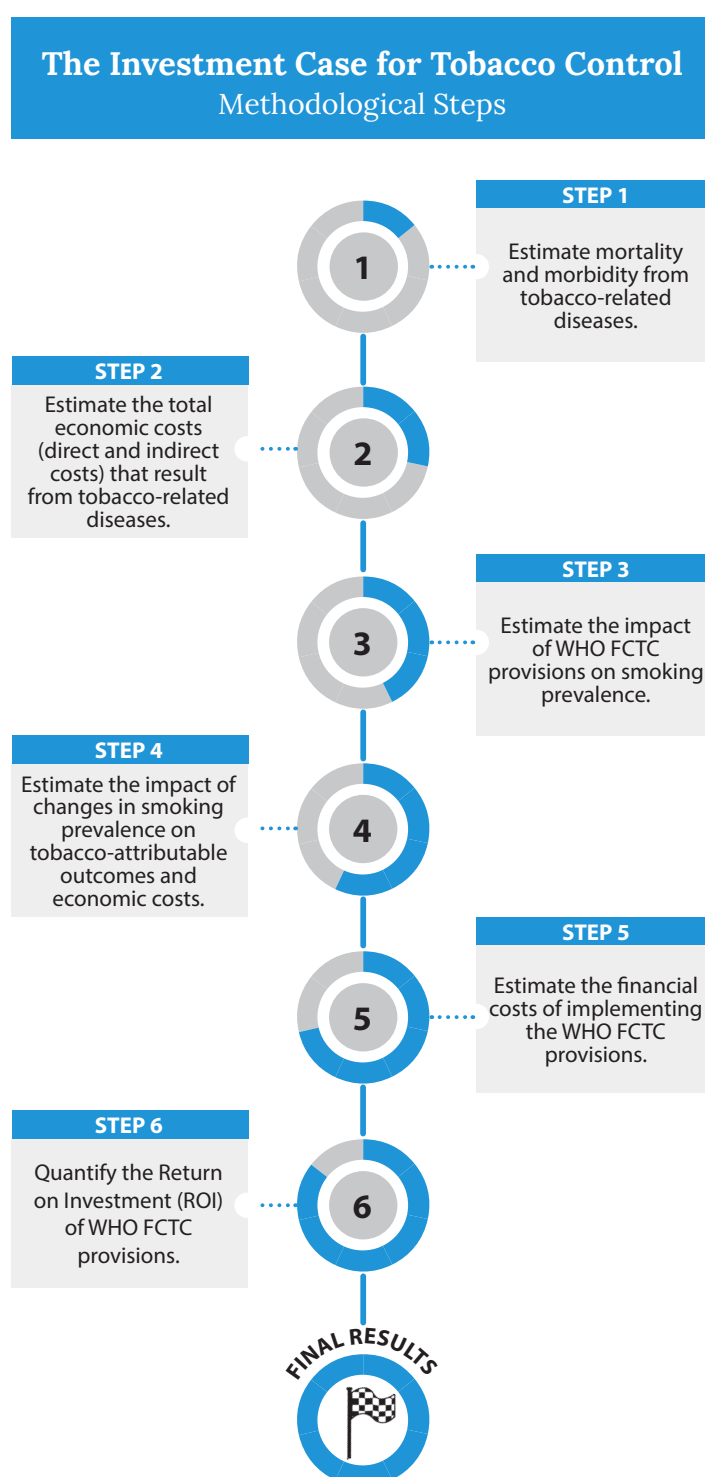 The Investment Case for Tobacco Control
Methodological Steps
1
STEP 1
Estimate mortality
and morbidity from
tobacco-related
diseases.
STEP 2
Estimate the total
economic costs
(direct and indirect
costs) that result
from tobacco-related
diseases.
2
3
STEP 3
Estimate the impact
of WHO FCTC
provisions on smoking
prevalence.
STEP 4
Estimate the impact of
changes in smoking
prevalence on
tobacco-attributable
outcomes and
economic costs.
4
5
STEP 5
Estimate the financial
costs of implementing
the WHO FCTC
provisions.
STEP 6
Quantify the Return
on Investment (ROI)
of WHO FCTC
provisions.
6
FINAL RESULTS